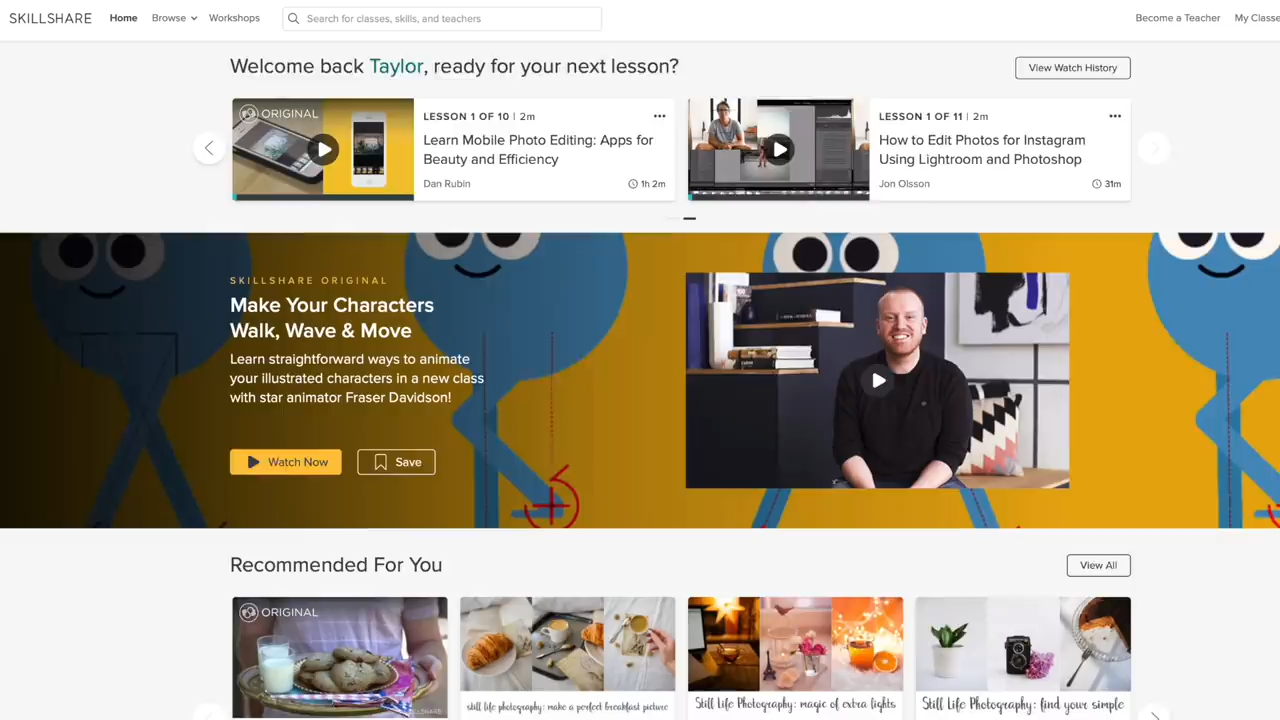 SKILLSHARE Home Browse Workshops Search for classes, skills, and teachers Become a Teacher My Classe
Welcome back Taylor, ready for your next lesson?
View Watch History
ORIGINAL
LESSON 1 OF 10 | 2m
Learn Mobile Photo Editing: Apps for
Beauty and Efficiency
Dan Rubin
1h 2m
LESSON 1 OF 11 | 2m
How to Edit Photos for Instagram
Using Lightroom and Photoshop
Jon Olsson
31m
SKILLSHARE ORIGINAL
Make Your Characters
Walk, Wave & Move
Learn straightforward ways to animate
your illustrated characters in a new class
with star animator Fraser Davidson!
Watch Now
Save
Recommended For You
View All
ORIGINAL
SKILLSHARE
still life photography: make a perfect breakfast picture
Still Life Photography: magic of extra lights
Still Life Photography: find your simple